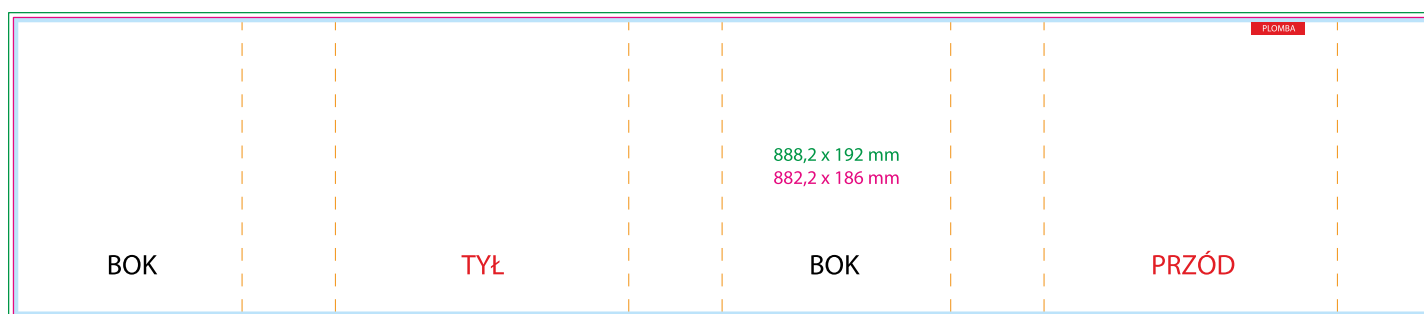 PLOMBA
888,2 x 192 mm
882,2 x 186 mm
BOK
TYŁ
BOK
PRZÓD